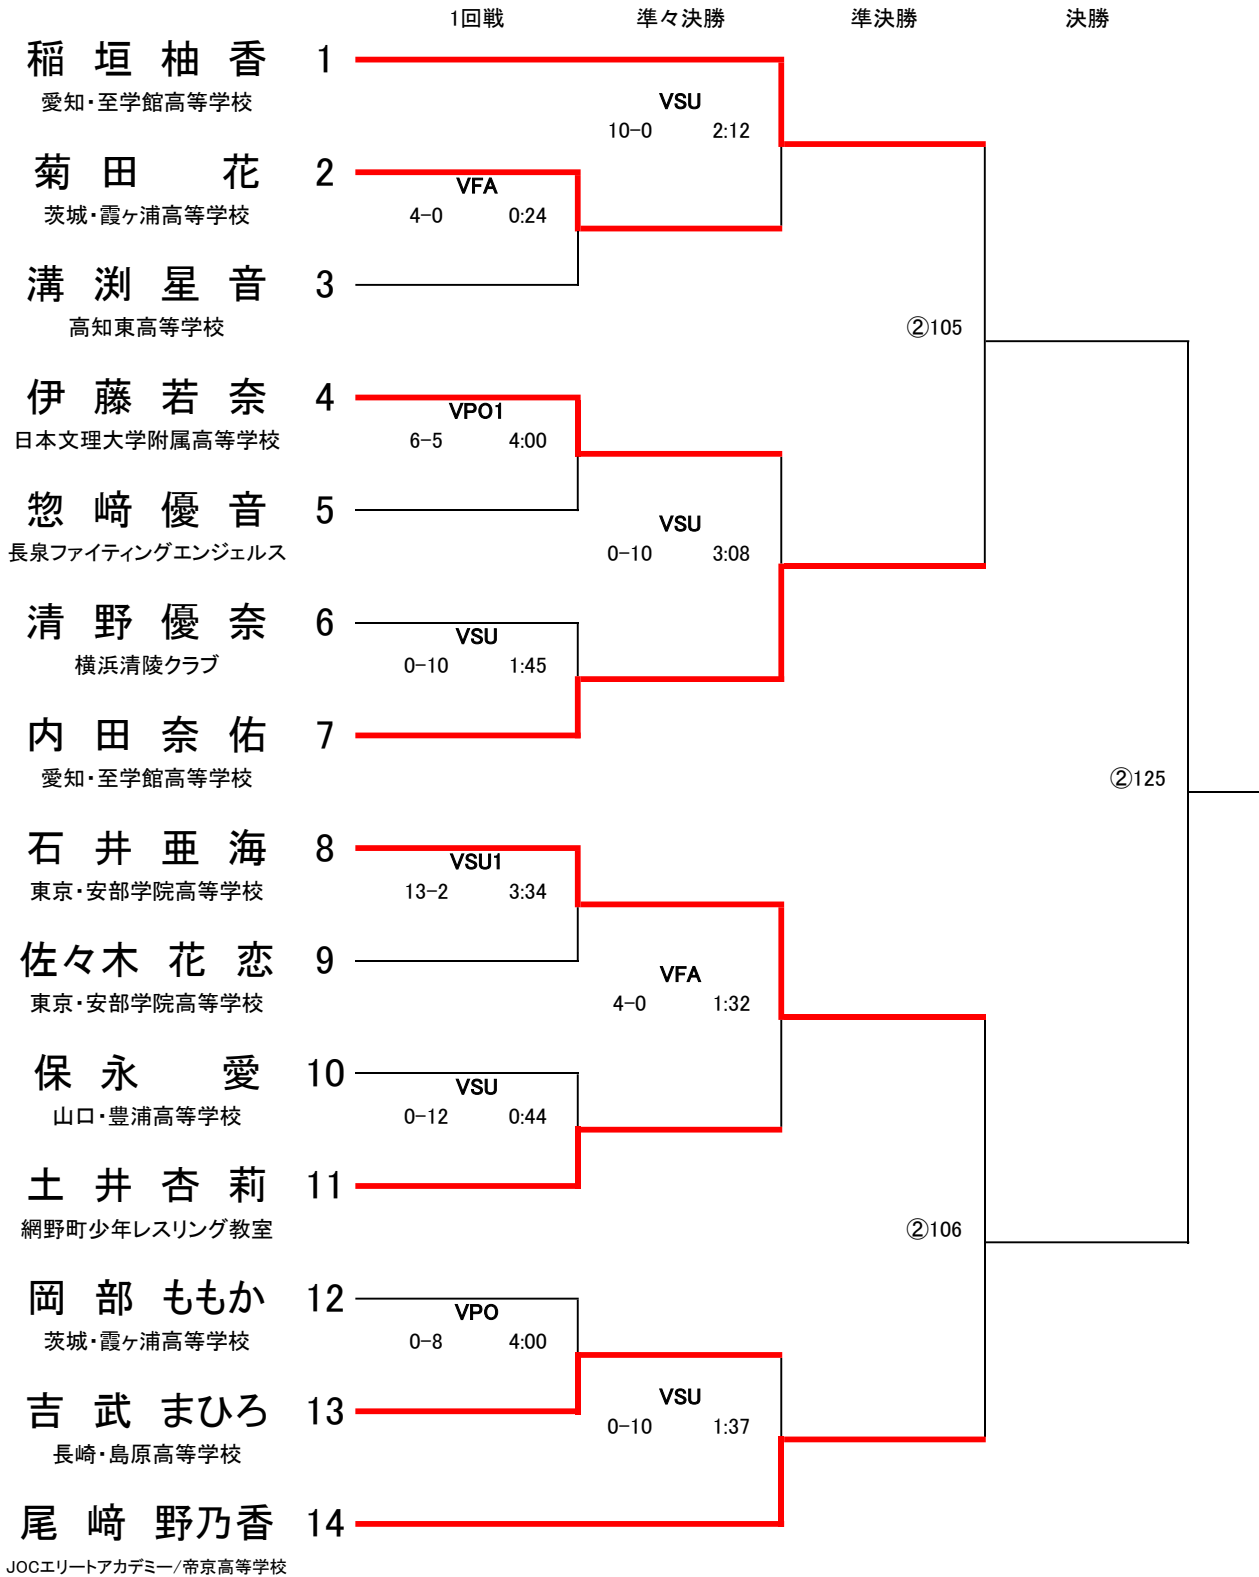 1回戦 準々決勝 準決勝 決勝
稲 垣 柚 香 1
愛知・至学館高等学校
VSU
10-0 2:12
菊 田 花 2
茨城・霞ヶ浦高等学校
VFA
4-0 0:24
溝 渕 星 音 3
高知東高等学校
②105
伊 藤 若 奈 4
日本文理大学附属高等学校
VPO1
6-5 4:00
惣 﨑 優 音 5
長泉ファイティングエンジェルス
VSU
0-10 3:08
清 野 優 奈 6
横浜清陵クラブ
VSU
0-10 1:45
内 田 奈 佑 7
愛知・至学館高等学校
②125
石 井 亜 海 8
東京・安部学院高等学校
VSU1
13-2 3:34
佐々木 花 恋 9
東京・安部学院高等学校
VFA
4-0 1:32
保 永 愛 10
山口・豊浦高等学校
VSU
0-12 0:44
土 井 杏 莉 11
網野町少年レスリング教室
②106
岡 部 ももか 12
茨城・霞ヶ浦高等学校
VPO
0-8 4:00
吉 武 まひろ 13
長崎・島原高等学校
VSU
0-10 1:37
尾 﨑 野乃香 14
JOCエリートアカデミー/帝京高等学校